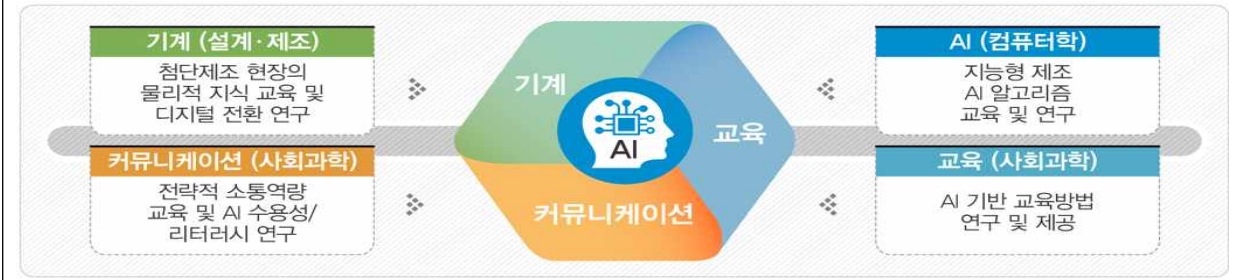 기계 (설계·제조)
첨단제조 현장의
물리적 지식 교육 및
디지털 전환 연구
커뮤니케이션 (사회과학)
전략적 소통역량
교육 및 AI 수용성/
리터러시 연구
기계
교육
AI
커뮤니케이션
AI (컴퓨터학)
지능형 제조
AI 알고리즘
교육 및 연구
교육 (사회과학)
AI 기반 교육방법
연구 및 제공